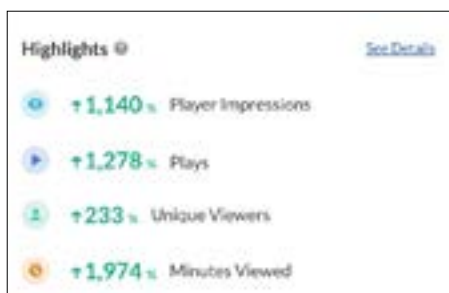 Highlights
See Details
↑1,140 % Player Impressions
↑1,278 % Plays
↑233 % Unique Viewers
↑1,974 % Minutes Viewed